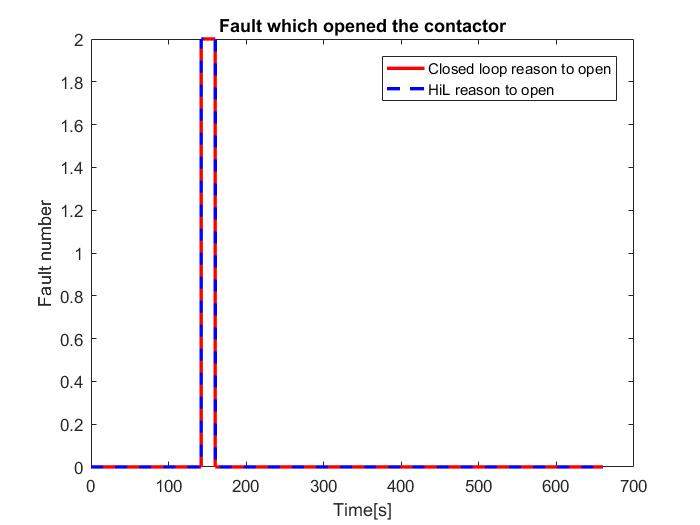 Fault which opened the contactor
Closed loop reason to open
HiL reason to open
2
1.8
1.6
1.4
1.2
1
0.8
0.6
0.4
0.2
0
Fault number
0 100 200 300 400 500 600 700
Time[s]